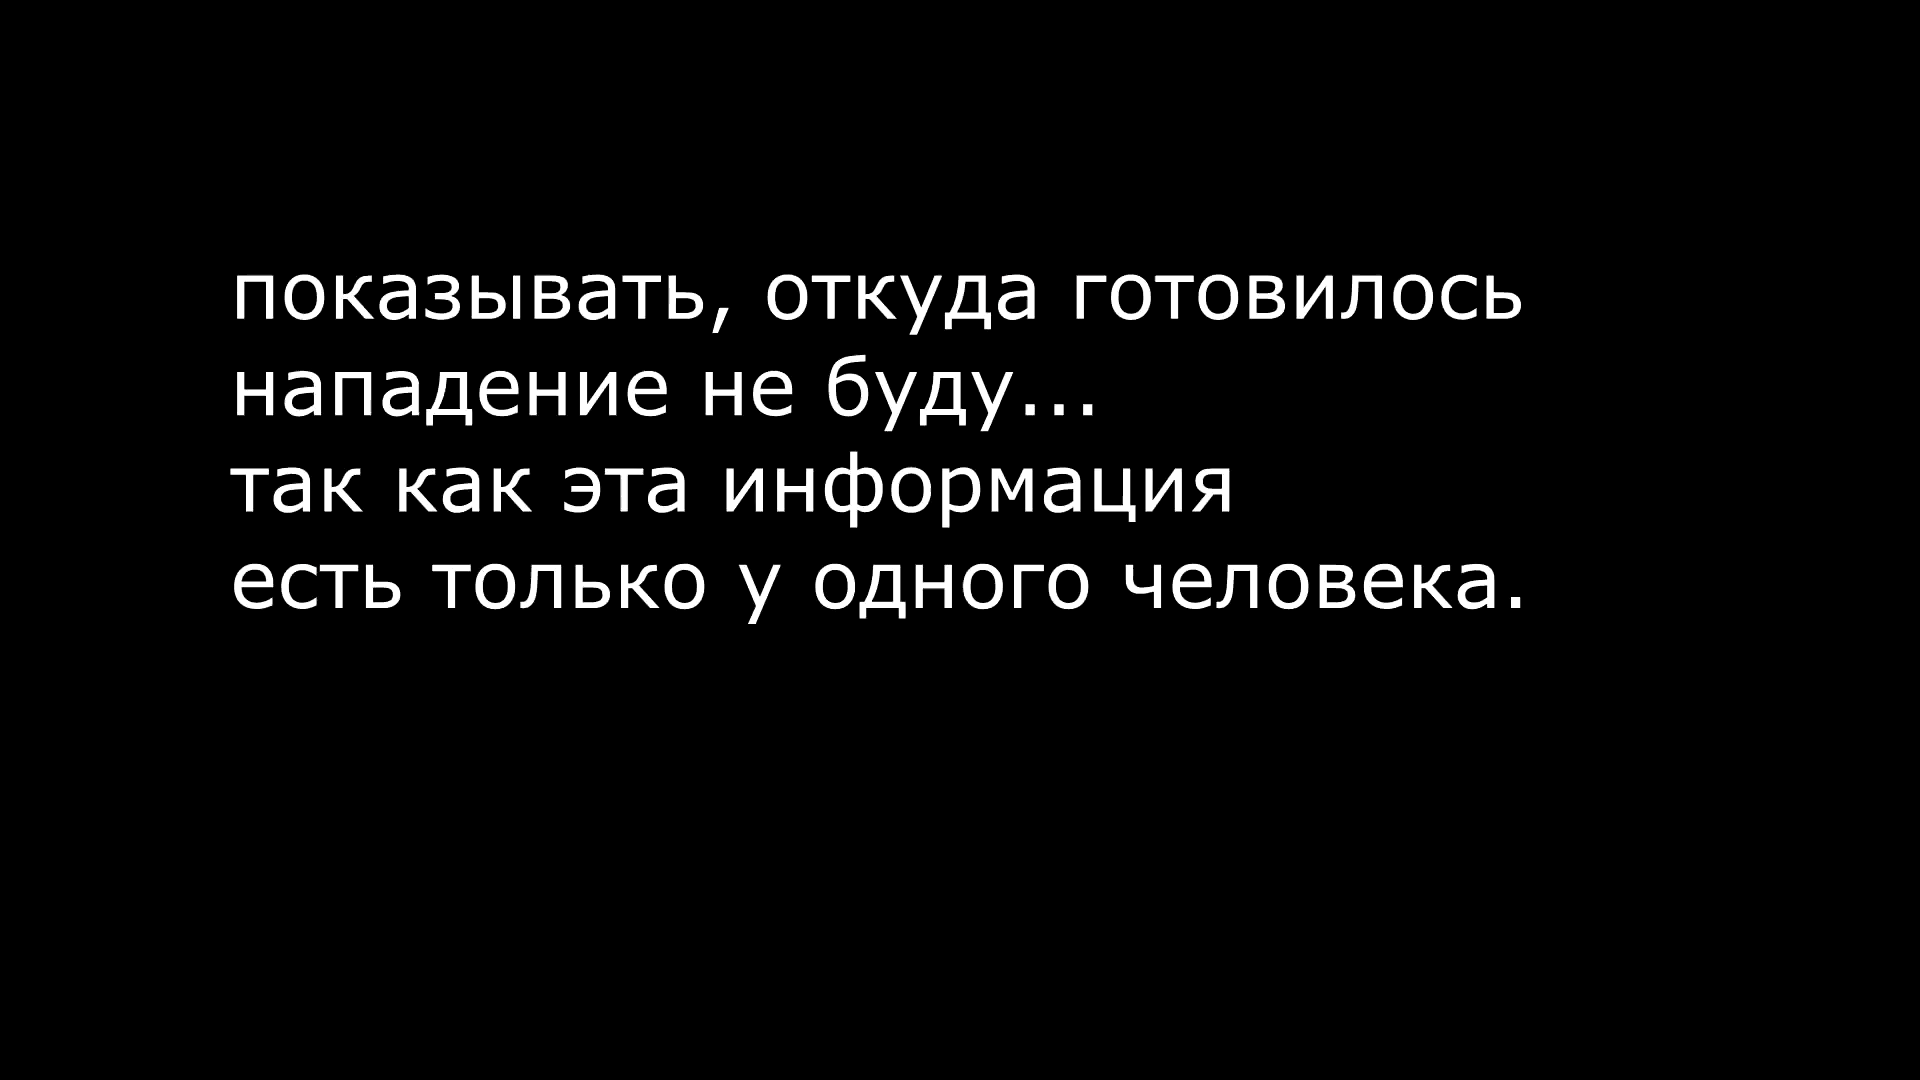 показывать, откуда готовилось
нападение не буду...
так как эта информация
есть только у одного человека.